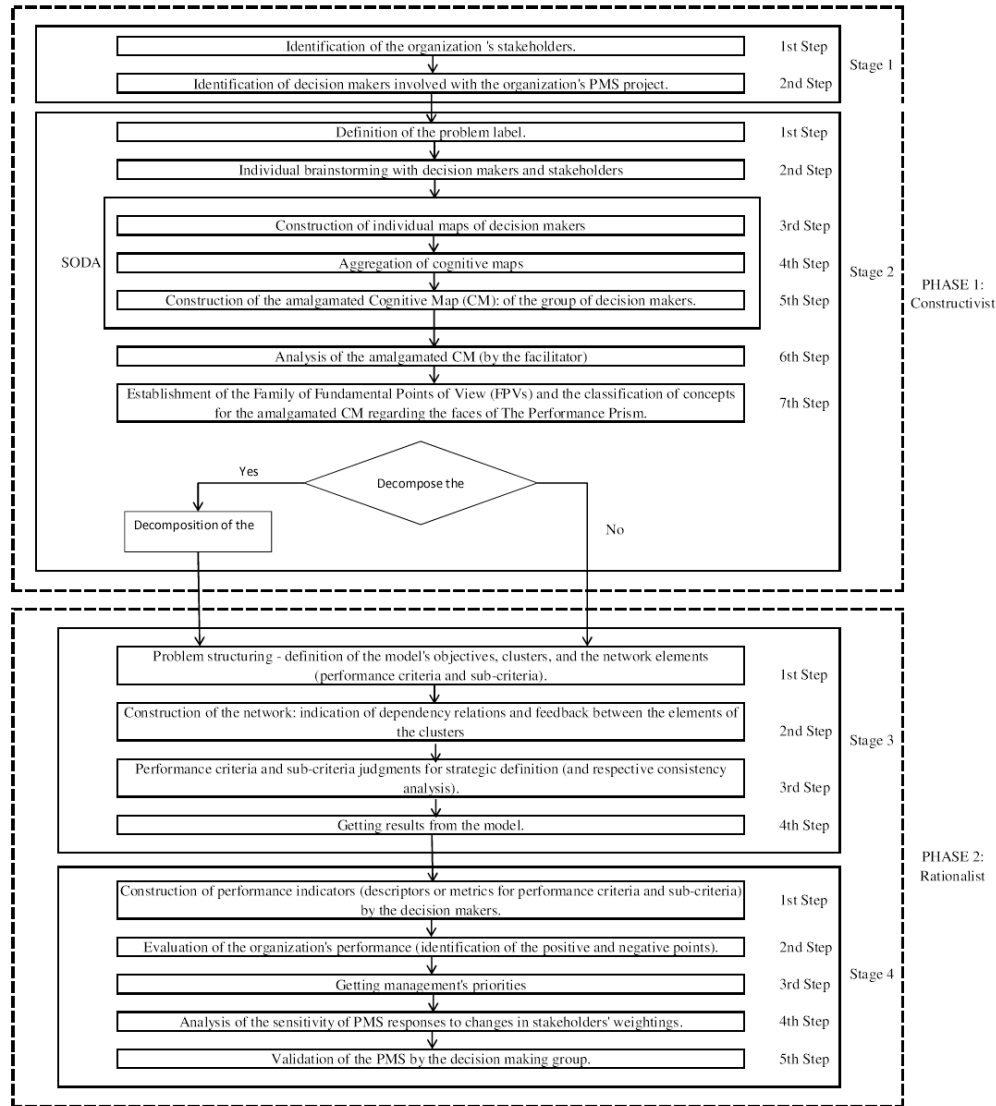 Identification of the organization 's stakeholders.
1st Step
Stage 1
Identification of decision makers involved with the organization's PMS project.
2nd Step
Definition of the problem label.
1st Step
Individual brainstorming with decision makers and stakeholders
2nd Step
SODA
Construction of individual maps of decision makers
3rd Step
Aggregation of cognitive maps
4th Step
Stage 2
Construction of the amalgamated Cognitive Map (CM): of the group of decision makers.
5th Step
PHASE 1:
Constructivist
Analysis of the amalgamated CM (by the facilitator)
6th Step
Establishment of the Family of Fundamental Points of View (FPVs) and the classification of concepts
for the amalgamated CM regarding the faces of The Performance Prism.
7th Step
Yes
Decompose the
Decomposition of the
No
Problem structuring - definition of the model's objectives, clusters, and the network elements
(performance criteria and sub-criteria).
1st Step
Construction of the network: indication of dependency relations and feedback between the elements of
the clusters
2nd Step
Stage 3
Performance criteria and sub-criteria judgments for strategic definition (and respective consistency
analysis).
3rd Step
Getting results from the model.
4th Step
PHASE 2:
Rationalist
Construction of performance indicators (descriptors or metrics for performance criteria and sub-criteria)
by the decision makers.
1st Step
Evaluation of the organization's performance (identification of the positive and negative points).
2nd Step
Stage 4
Getting management's priorities
3rd Step
Analysis of the sensitivity of PMS responses to changes in stakeholders' weightings.
4th Step
Validation of the PMS by the decision making group.
5th Step